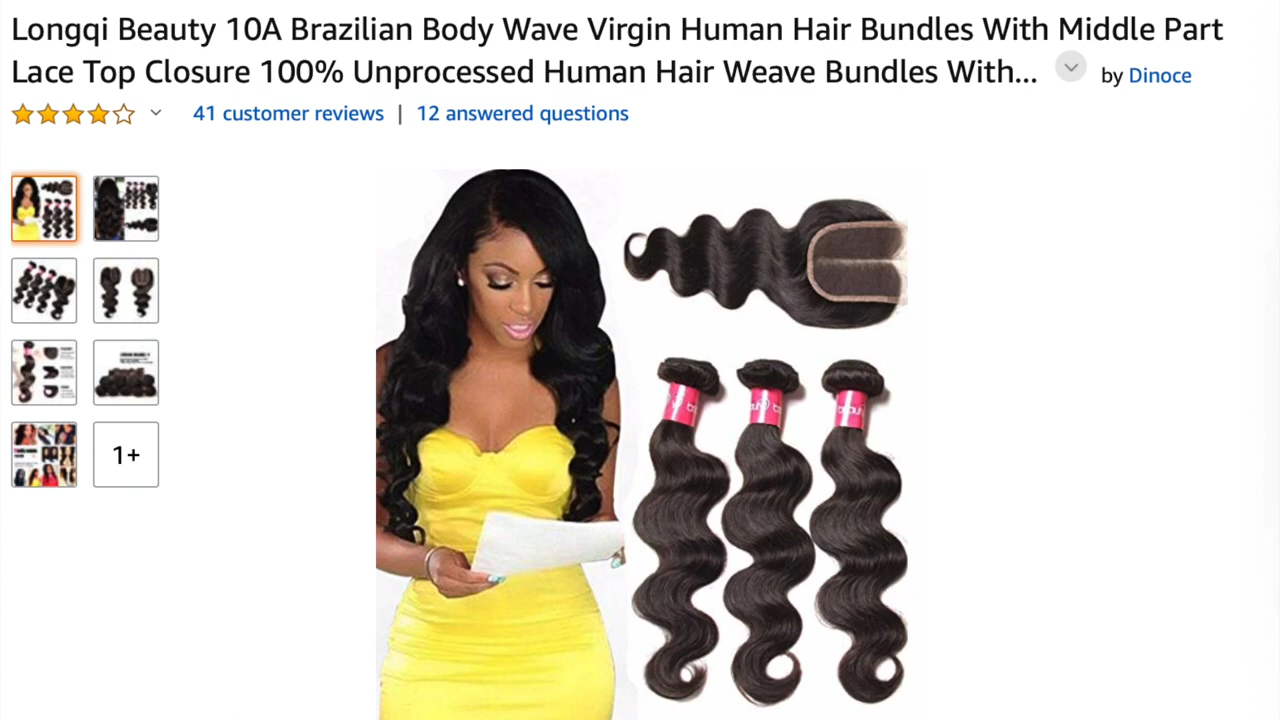 Longqi Beauty 10A Brazilian Body Wave Virgin Human Hair Bundles With Middle Part
Lace Top Closure 100% Unprocessed Human Hair Weave Bundles With... by Dinoce
41 customer reviews | 12 answered questions
1+